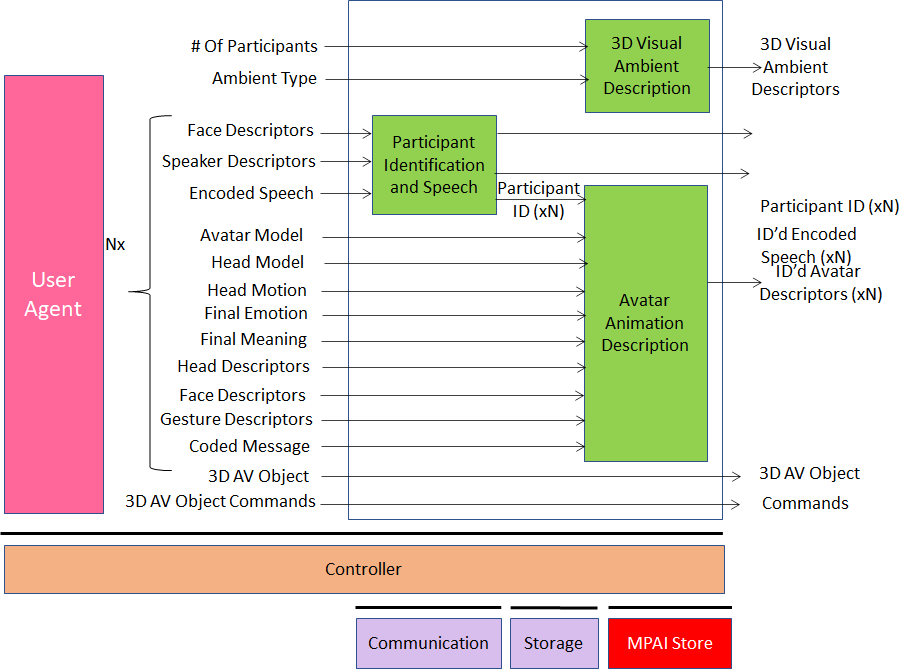 # Of Participants
Ambient Type
3D Visual
Ambient
Description
3D Visual
Ambient
Descriptors
User
Agent
Nx
Face Descriptors
Speaker Descriptors
Encoded Speech
Participant
Identification
and Speech
Participant
ID (xN)
Avatar Model
Head Model
Head Motion
Final Emotion
Final Meaning
Head Descriptors
Face Descriptors
Gesture Descriptors
Coded Message
3D AV Object
3D AV Object Commands
Avatar
Animation
Description
Participant ID (xN)
ID’d Encoded
Speech (xN)
ID’d Avatar
Descriptors (xN)
3D AV Object
Commands
Controller
Communication
Storage
MPAI Store